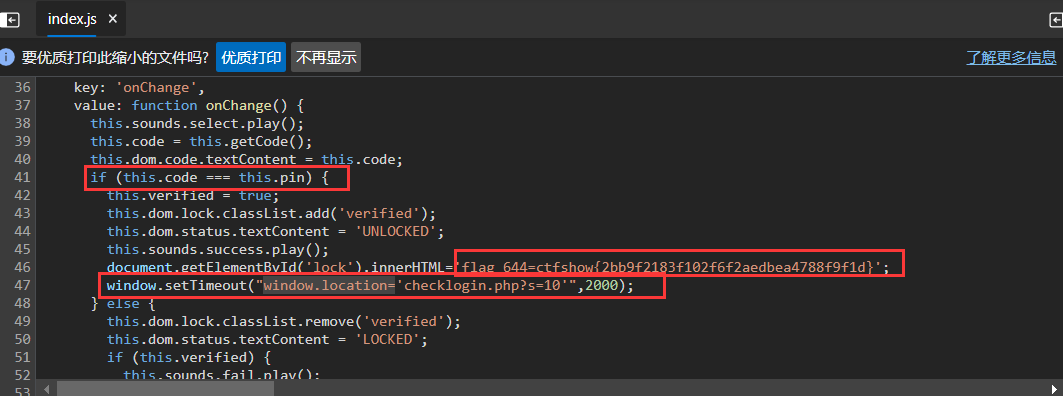 index.js ×
i 要优质打印此缩小的文件吗? 优质打印 不再显示 了解更多信息
36 key: 'onChange',
37 value: function onChange() {
38 this.sounds.select.play();
39 this.code = this.getCode();
40 this.dom.code.textContent = this.code;
41 if (this.code === this.pin) {
42 this.verified = true;
43 this.dom.lock.classList.add('verified');
44 this.dom.status.textContent = 'UNLOCKED';
45 this.sounds.success.play();
46 document.getElementById('lock').innerHTML='flag_644=ctfshow{2bb9f2183f102f6f2aedbea4788f9f1d}';
47 window.setTimeout("window.location='checklogin.php?s=10'",2000);
48 } else {
49 this.dom.lock.classList.remove('verified');
50 this.dom.status.textContent = 'LOCKED';
51 if (this.verified) {
52 this.sounds.fail.play();
53